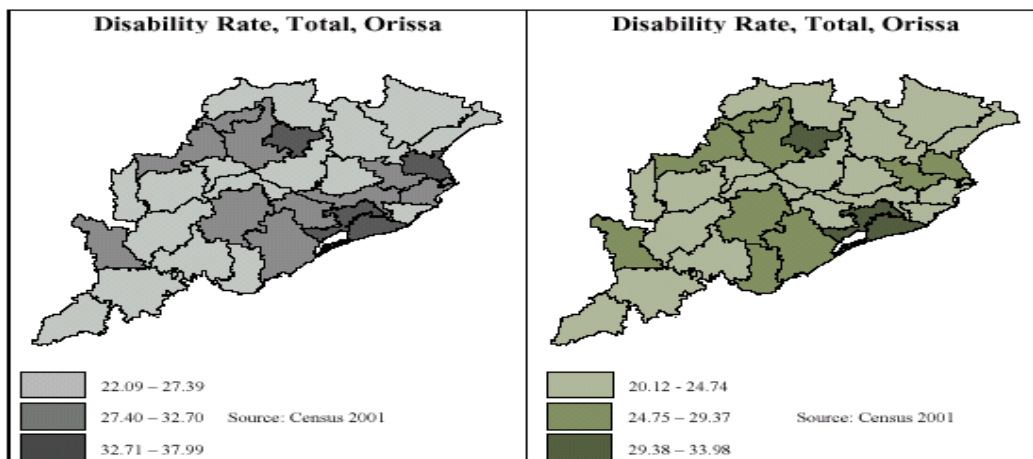 Disability Rate, Total, Orissa
22.09 – 27.39
27.40 – 32.70 Source: Census 2001
32.71 – 37.99
Disability Rate, Total, Orissa
20.12 - 24.74
24.75 – 29.37 Source: Census 2001
29.38 – 33.98